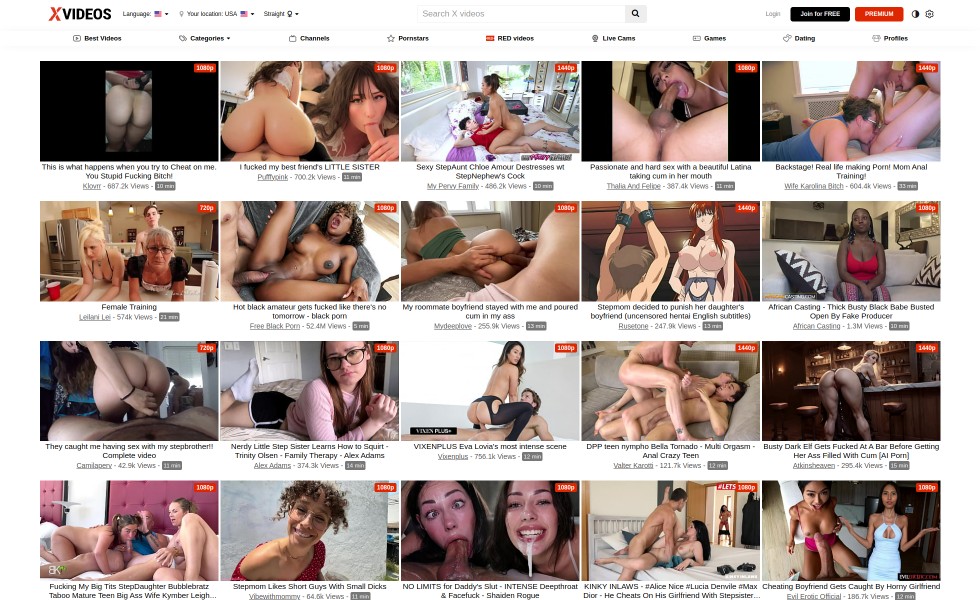 XVIDEOS
Language:
Your location: USA
Straight
Search X videos
Login
Join for FREE
PREMIUM
Best Videos
Categories
Channels
Pornstars
RED videos
Live Cams
Games
Dating
Profiles
1080p
1080p
1440p
1080p
1440p
This is what happens when you try to Cheat on me.
You Stupid Fucking Bitch!
Klovr - 687.2k Views - 10 min
I fucked my best friend's LITTLE SISTER
Pufffypink - 700.2k Views - 11 min
Sexy StepAunt Chloe Amour Destresses wt
StepNephew's Cock
My Pervy Family - 486.2k Views - 10 min
Passionate and hard sex with a beautiful Latina
taking cum in her mouth
Thalia And Felipe - 387.4k Views - 11 min
Backstage! Real life making Porn! Mom Anal
Training!
Wife Karolina Bitch - 604.4k Views - 33 min
720p
1080p
1080p
1440p
1080p
Female Training
Leilani Lei - 574k Views - 21 min
Hot black amateur gets fucked like there's no
tomorrow - black porn
Free Black Porn - 52.4M Views - 5 min
My roommate boyfriend stayed with me and poured
cum in my ass
Mydeeplove - 255.9k Views - 13 min
Stepmom decided to punish her daughter's
boyfriend (uncensored hentai English subtitles)
Rusetone - 247.9k Views - 13 min
African Casting - Thick Busty Black Babe Busted
Open By Fake Producer
African Casting - 1.3M Views - 10 min
720p
1080p
1080p
1440p
1440p
VIXEN PLUS+
They caught me having sex with my stepbrother!!
Complete video
Camilaperv - 42.9k Views - 11 min
Nerdy Little Step Sister Learns How to Squirt -
Trinity Olsen - Family Therapy - Alex Adams
Alex Adams - 374.3k Views - 14 min
VIXENPLUS Eva Lovia's most intense scene
Vixenplus - 756.1k Views - 12 min
DPP teen nympho Bella Tornado - Multi Orgasm -
Anal Crazy Teen
Valter Karotti - 121.7k Views - 12 min
Busty Dark Elf Gets Fucked At A Bar Before Getting
Her Ass Filled With Cum [AI Porn]
Atkinsheaven - 295.4k Views - 15 min
1080p
1080p
1080p
#LETS
1080p
1080p
Fucking My Big Tits StepDaughter Bubblebratz
Taboo Mature Teen Big Ass Wife Kymber Leigh...
Stepmom Likes Short Guys With Small Dicks
Vibewithmommy - 64.6k Views - 11 min
NO LIMITS for Daddy's Slut - INTENSE Deepthroat
& Facefuck - Shaiden Rogue
KINKY INLAWS - #Alice Nice #Lucia Denville #Max
Dior - He Cheats On His Girlfriend With Stepsister...
Cheating Boyfriend Gets Caught By Horny Girlfriend
Evil Erotic Official - 186.7k Views - 12 min